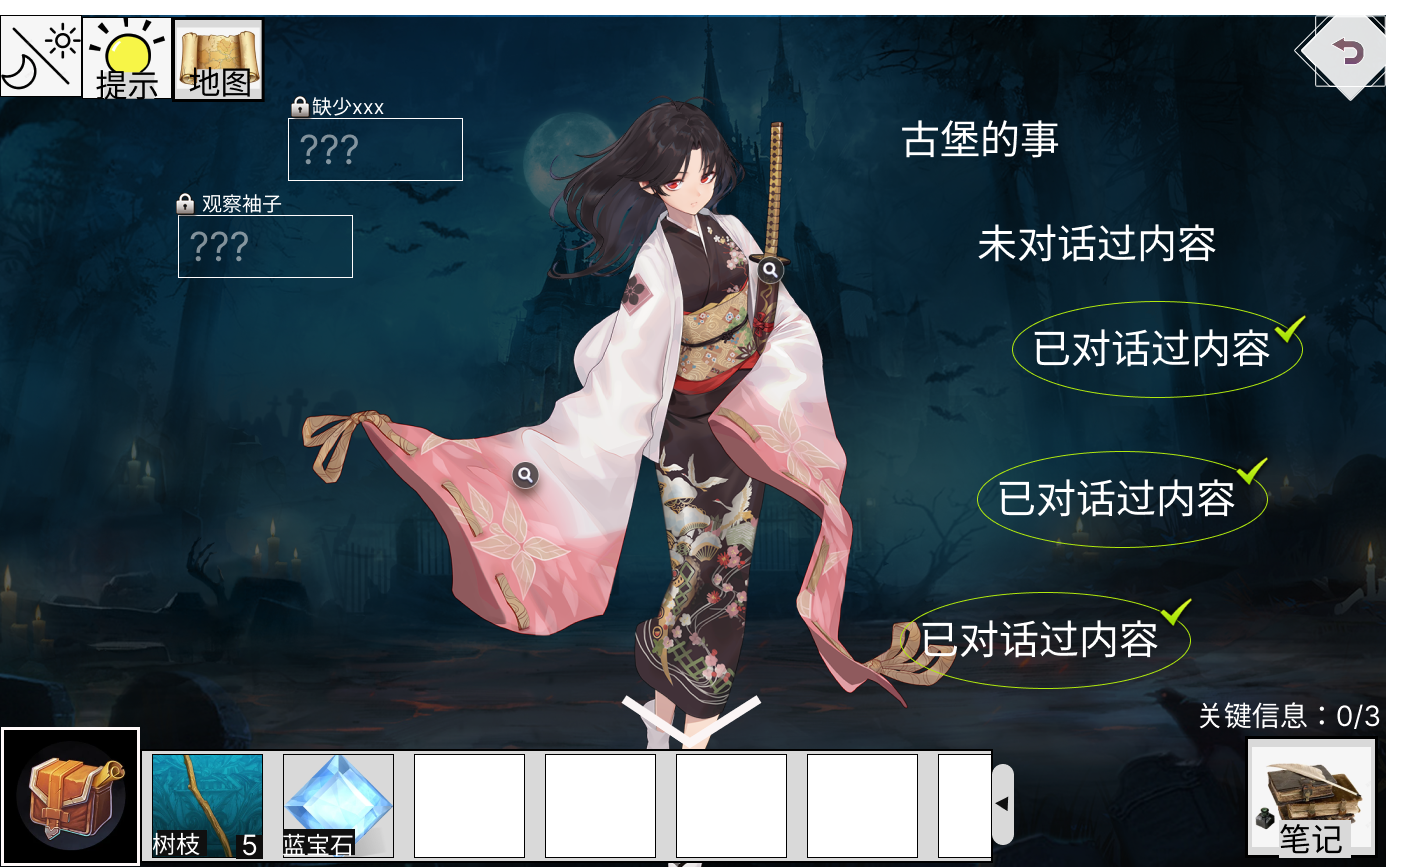 提示
地图
缺少xxx
???
观察袖子
???
古堡的事
未对话过内容
已对话过内容
已对话过内容
已对话过内容
关键信息：0/3
树枝 5
蓝宝石
笔记